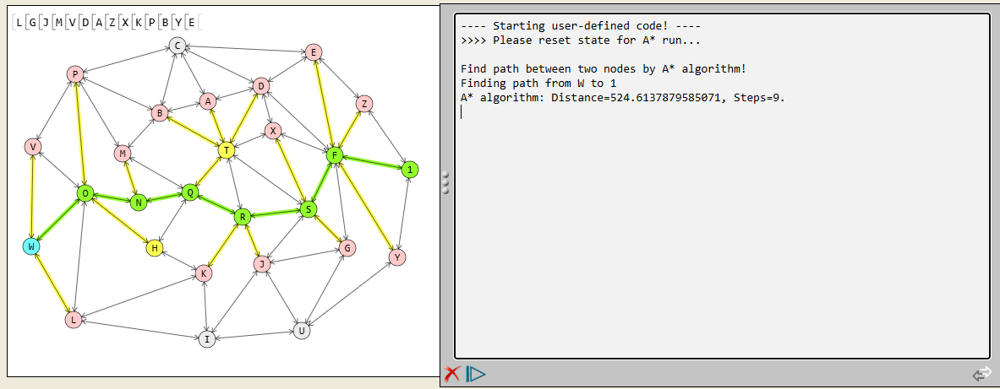 L G J M V D A Z X K P B Y E
C
E
P
D
A
Z
B
X
V
M
T
F
1
O
N
Q
S
R
W
H
G
Y
J
K
L
I
U
---- Starting user-defined code! ----
>>>> Please reset state for A* run...
Find path between two nodes by A* algorithm!
Finding path from W to 1
A* algorithm: Distance=524.6137879585071, Steps=9.